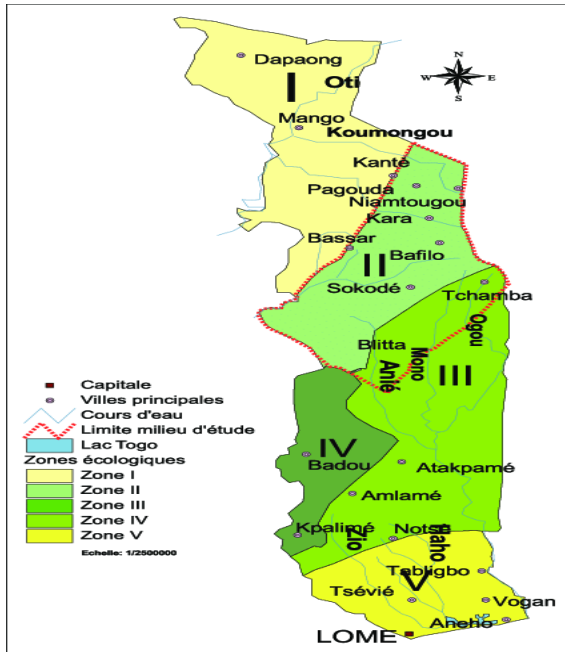 Dapaong
I
Oti
N
W E
S
Mango
Koumongou
Kanté
Pagouda
Niamtougou
Kara
Bassar
Bafilo
II
Sokodé
Tchamba
Ogou
Blitta
Mono
Anié
III
Capitale
Villes principales
Cours d'eau
Limite milieu d'étude
Lac Togo
Zones écologiques
Zone I
Zone II
Zone III
Zone IV
Zone V
Echelle: 1/2500000
IV
Badou
Atakpamé
Amlamé
Kpalimé
Zio
Notsé
Haho
Tabligbo
V
Tsévié
Vogan
Aneho
LOME